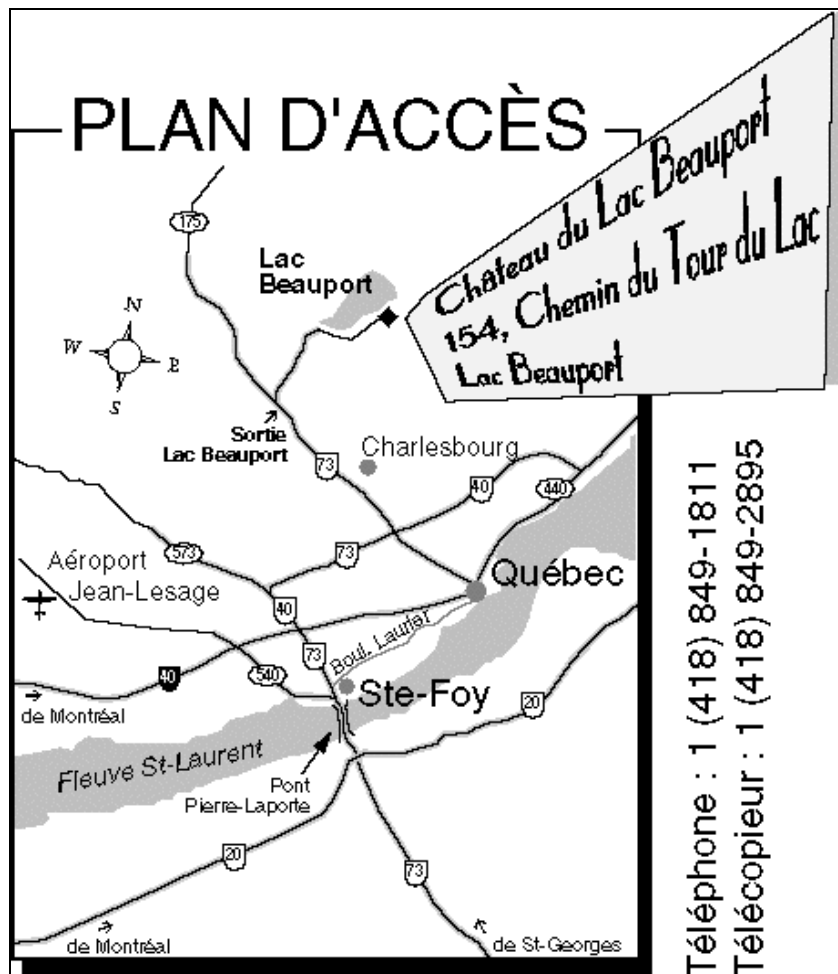 PLAN D'ACCÈS
Château du Lac Beauport
154, Chemin du Tour du Lac
Lac Beauport
175
Lac
Beauport
N
W
E
S
Sortie
Lac Beauport
73
Charlesbourg
40
440
573
73
Aéroport
Jean-Lesage
Québec
40
73
Boul. Laurier
40
540
Ste-Foy
20
de Montréal
Fleuve St-Laurent
Pont
Pierre-Laporte
20
73
de Montréal
de St-Georges
Téléphone : 1 (418) 849-1811
Télécopieur : 1 (418) 849-2895